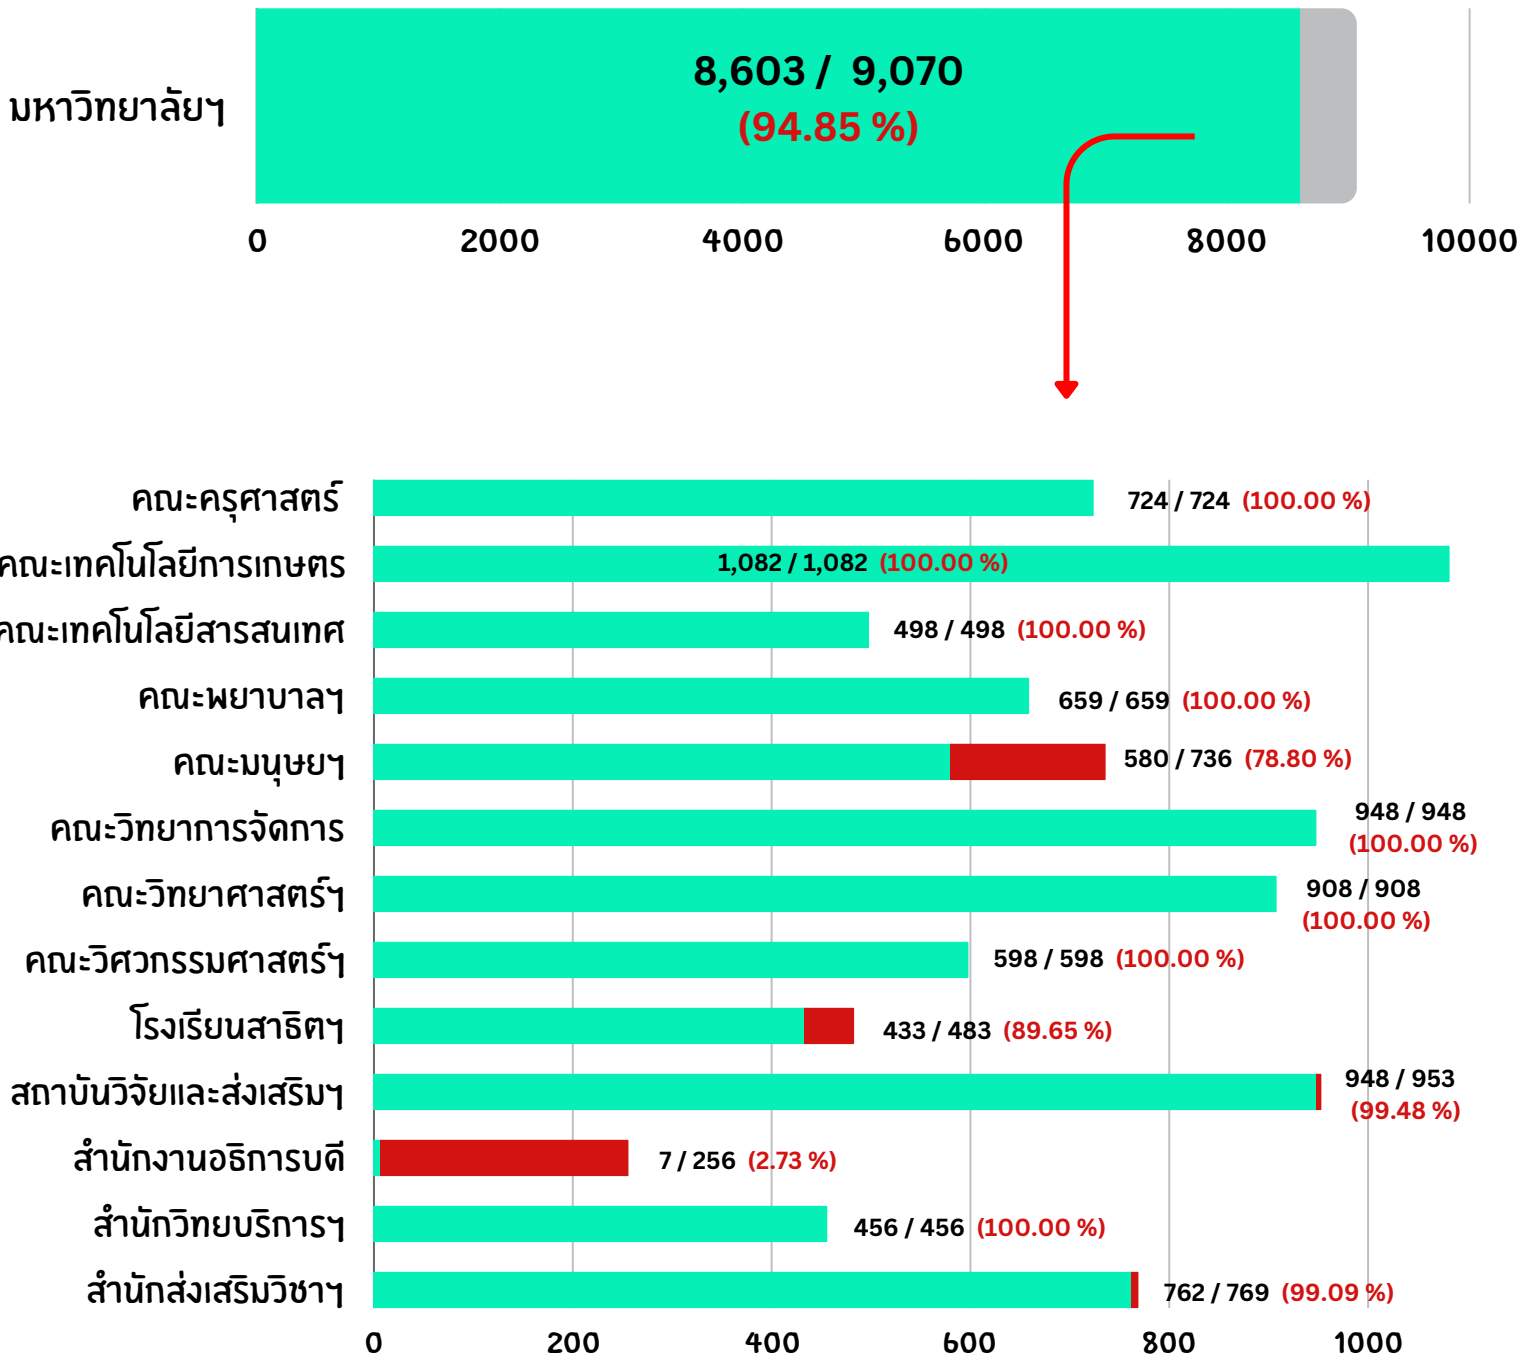 มหาวิทยาลัยฯ
8,603 / 9,070
(94.85 %)
0 2000 4000 6000 8000 10000
คณะครุศาสตร์ 724 / 724 (100.00 %)
คณะเทคโนโลยีการเกษตร 1,082 / 1,082 (100.00 %)
คณะเทคโนโลยีสารสนเทศ 498 / 498 (100.00 %)
คณะพยาบาลฯ 659 / 659 (100.00 %)
คณะมนุษยฯ 580 / 736 (78.80 %)
คณะวิทยาการจัดการ 948 / 948
(100.00 %)
คณะวิทยาศาสตร์ฯ 908 / 908
(100.00 %)
คณะวิศวกรรมศาสตร์ฯ 598 / 598 (100.00 %)
โรงเรียนสาธิตฯ 433 / 483 (89.65 %)
สถาบันวิจัยและส่งเสริมฯ 948 / 953
(99.48 %)
สำนักงานอธิการบดี 7 / 256 (2.73 %)
สำนักวิทยบริการฯ 456 / 456 (100.00 %)
สำนักส่งเสริมวิชาฯ 762 / 769 (99.09 %)
0 200 400 600 800 1000